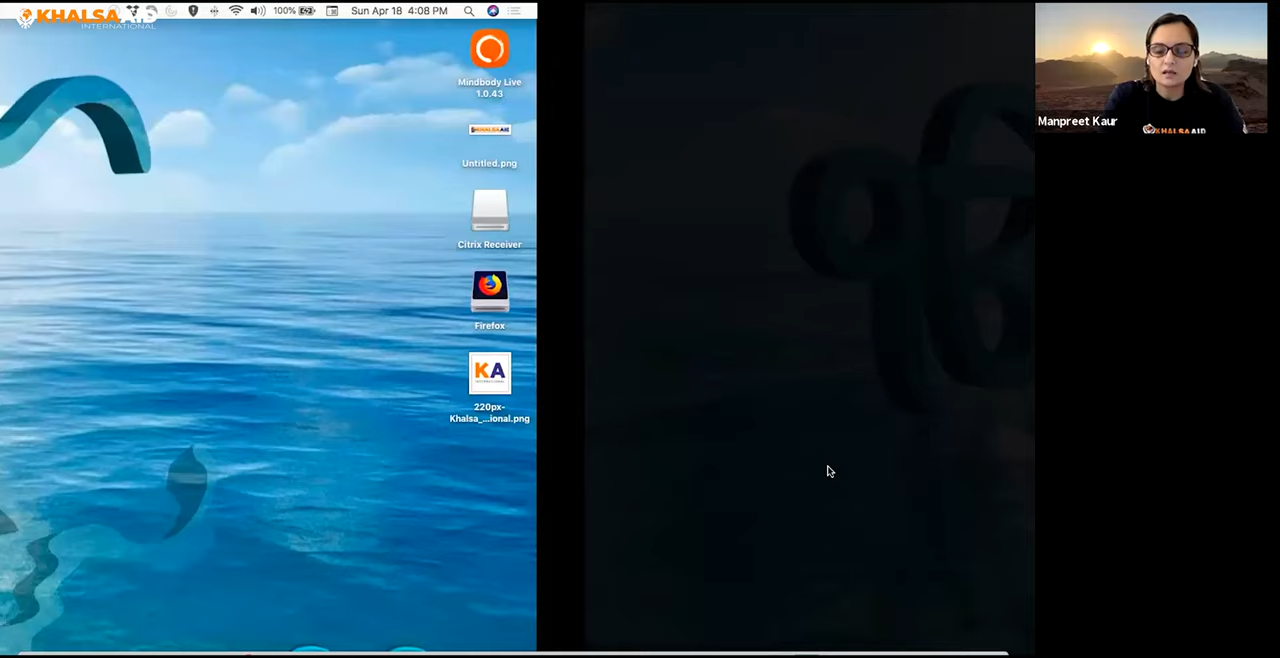 KHALSA AID
INTERNATIONAL
100%
Sun Apr 18 4:08 PM
Mindbody Live
1.0.43
KHALSAAID
Untitled.png
Citrix Receiver
Firefox
KA
220px-
Khalsa_...ional.png
Manpreet Kaur
KHALSA AID